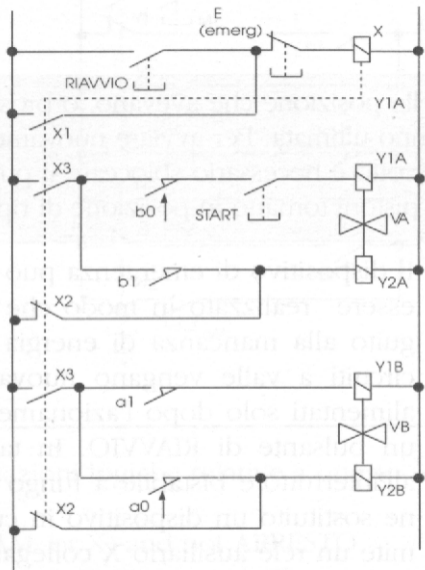 E
(emerg)
X
RIAVVIO
Y1A
X1
X3
Y1A
b0
START
VA
b1
Y2A
X2
X3
Y1B
a1
VB
a0
Y2B
X2